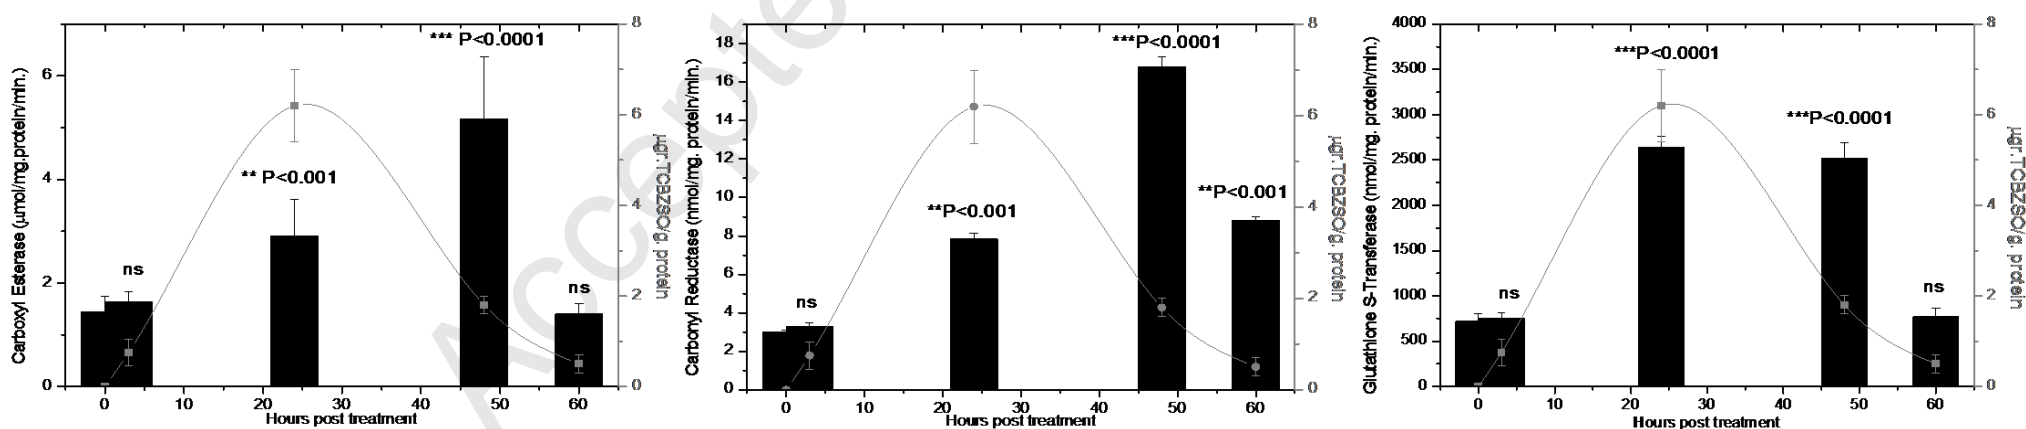 6
4
2
0
Carboxyl Esterase (µmol/mg.protein/min.)
ns
** P<0.001
*** P<0.0001
ns
0 10 20 30 40 50 60
Hours post treatment
8
6
4
2
0
µgr.TCBZSO/g. protein
18
16
14
12
10
8
6
4
2
0
Carbonyl Reductase (nmol/mg. protein/min.)
ns
**P<0.001
***P<0.0001
**P<0.001
0 10 20 30 40 50 60
Hours post treatment
8
6
4
2
0
µgr.TCBZSO/g. protein
4000
3500
3000
2500
2000
1500
1000
500
0
Glutathione S-Transferase (nmol/mg. protein/min.)
ns
***P<0.0001
***P<0.0001
ns
0 10 20 30 40 50 60
Hours post treatment
8
6
4
2
0
µgr.TCBZSO/g. protein
Accepte